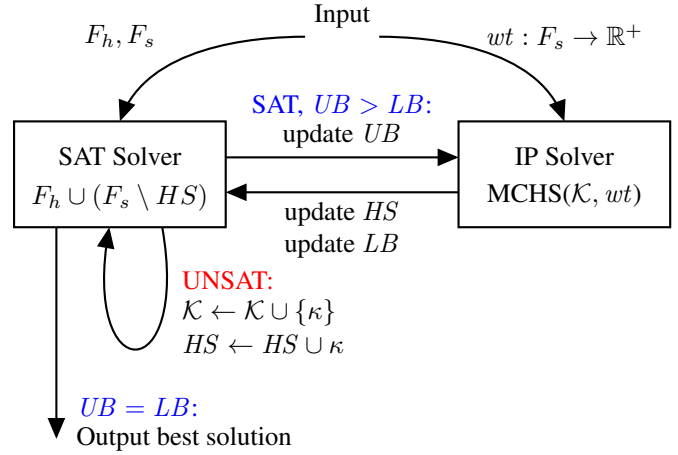 Input
F_h, F_s
wt : F_s → ℝ⁺
SAT, UB > LB:
update UB
SAT Solver
F_h ∪ (F_s \ HS)
IP Solver
MCHS(𝒦, wt)
update HS
update LB
UNSAT:
𝒦 ← 𝒦 ∪ {κ}
HS ← HS ∪ κ
UB = LB:
Output best solution